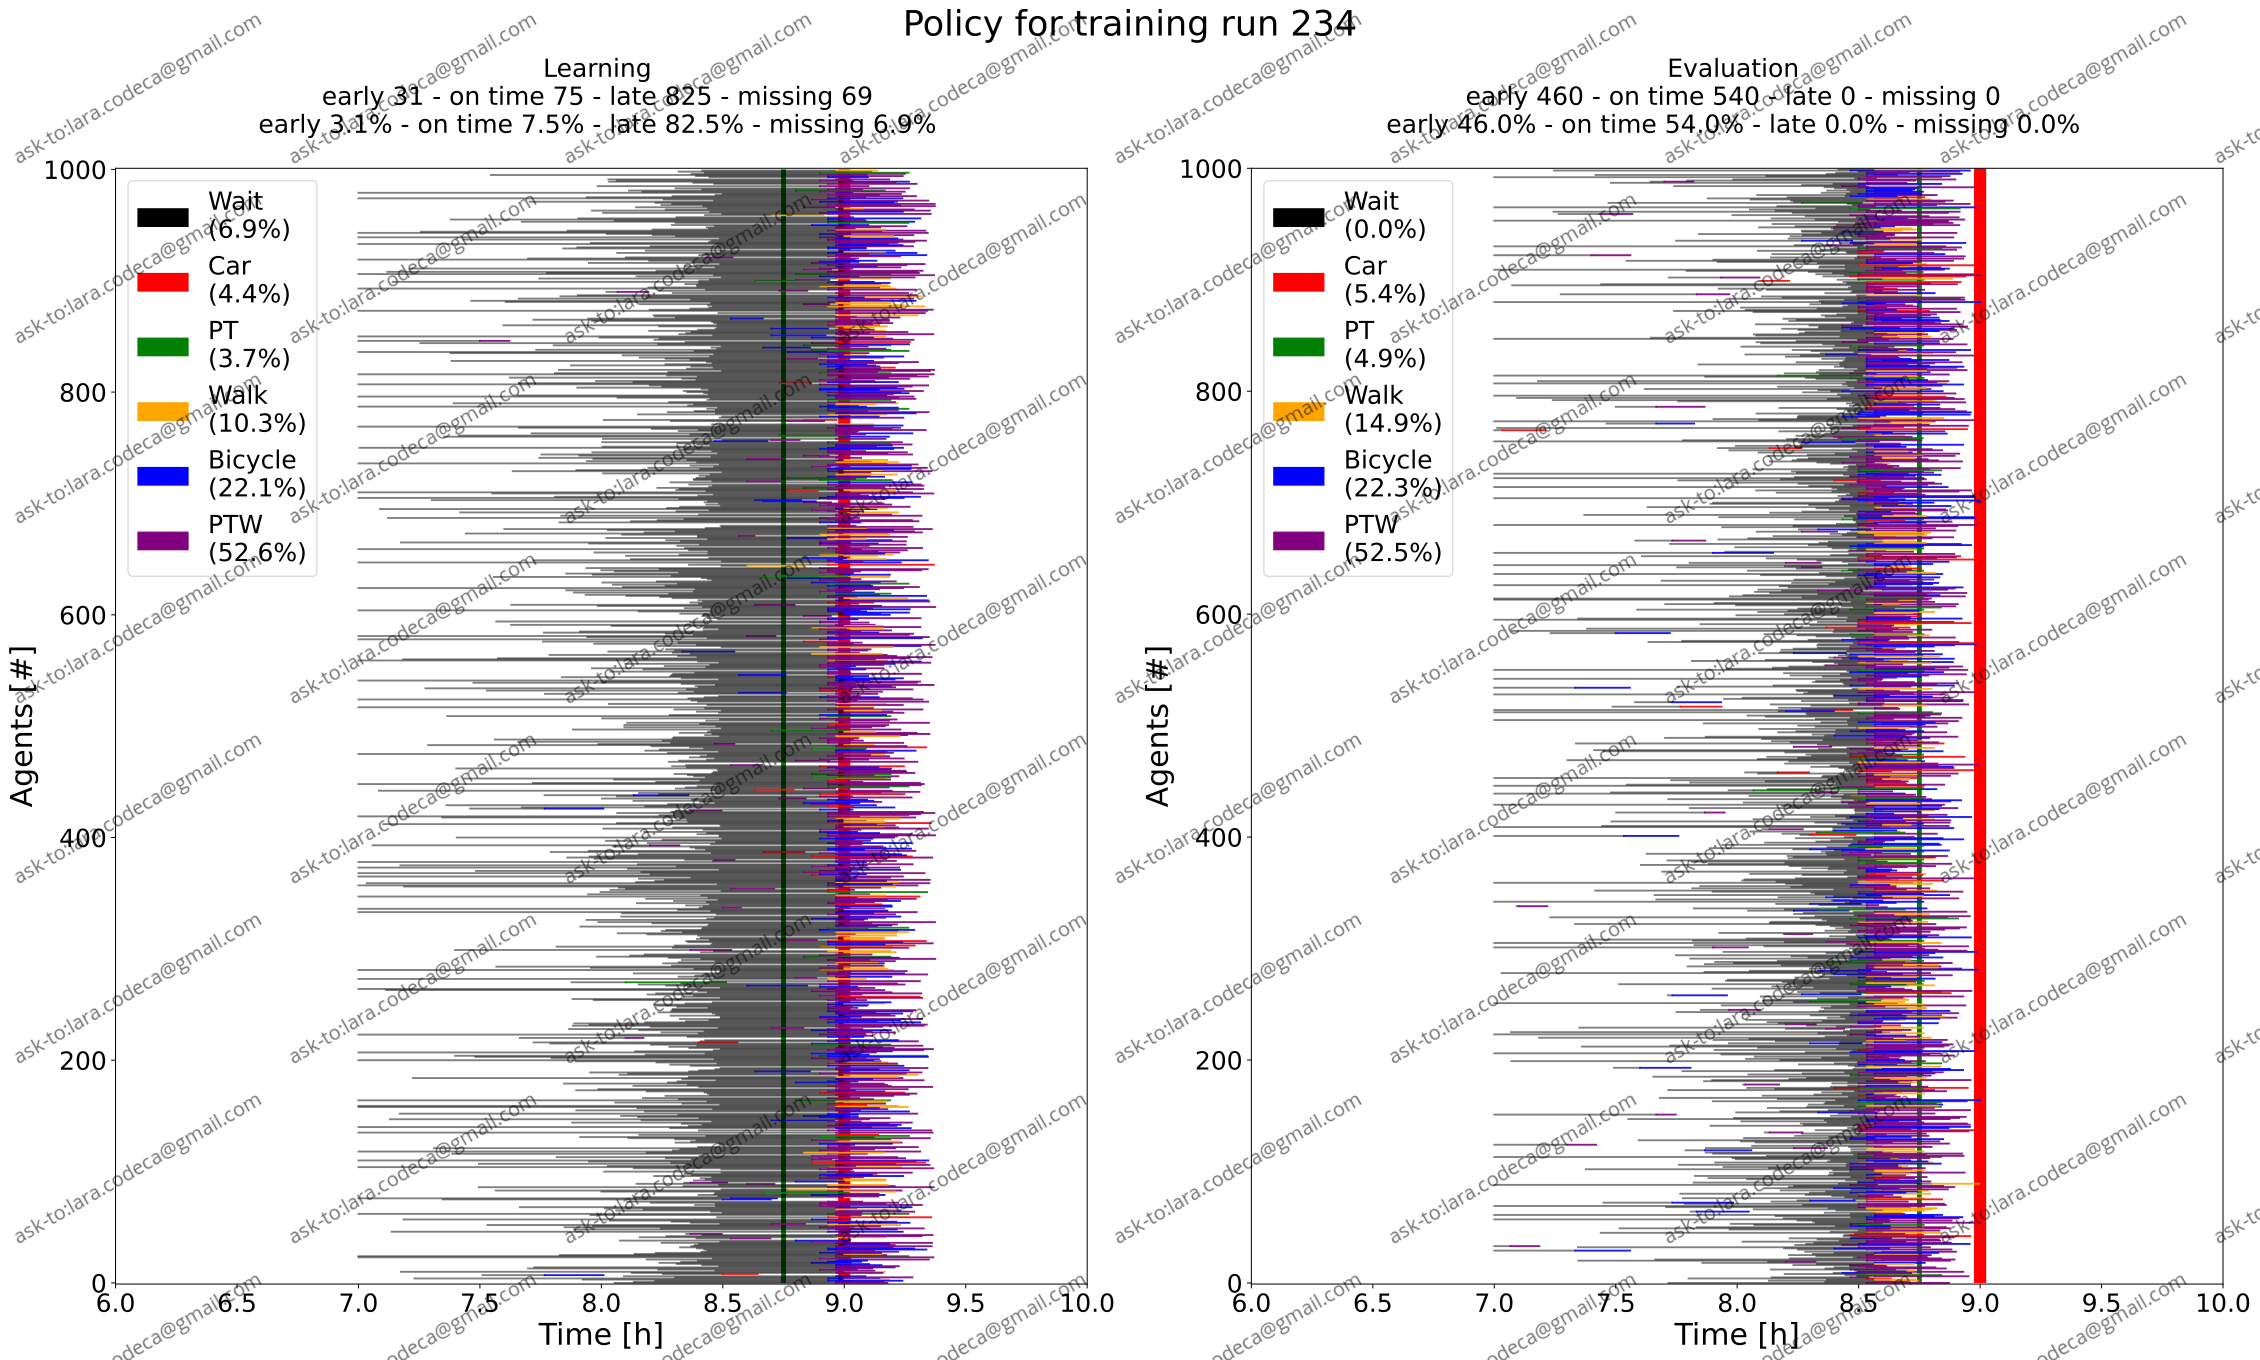 Policy for training run 234
Learning
early 31 - on time 75 - late 825 - missing 69
early 3.1% - on time 7.5% - late 82.5% - missing 6.9%
1000
800
600
400
200
0
Agents [#]
Wait
(6.9%)
Car
(4.4%)
PT
(3.7%)
Walk
(10.3%)
Bicycle
(22.1%)
PTW
(52.6%)
6.0 6.5 7.0 7.5 8.0 8.5 9.0 9.5 10.0
Time [h]
Evaluation
early 460 - on time 540 - late 0 - missing 0
early 46.0% - on time 54.0% - late 0.0% - missing 0.0%
1000
800
600
400
200
0
Agents [#]
Wait
(0.0%)
Car
(5.4%)
PT
(4.9%)
Walk
(14.9%)
Bicycle
(22.3%)
PTW
(52.5%)
6.0 6.5 7.0 7.5 8.0 8.5 9.0 9.5 10.0
Time [h]
ask-to:lara.codeca@gmail.com